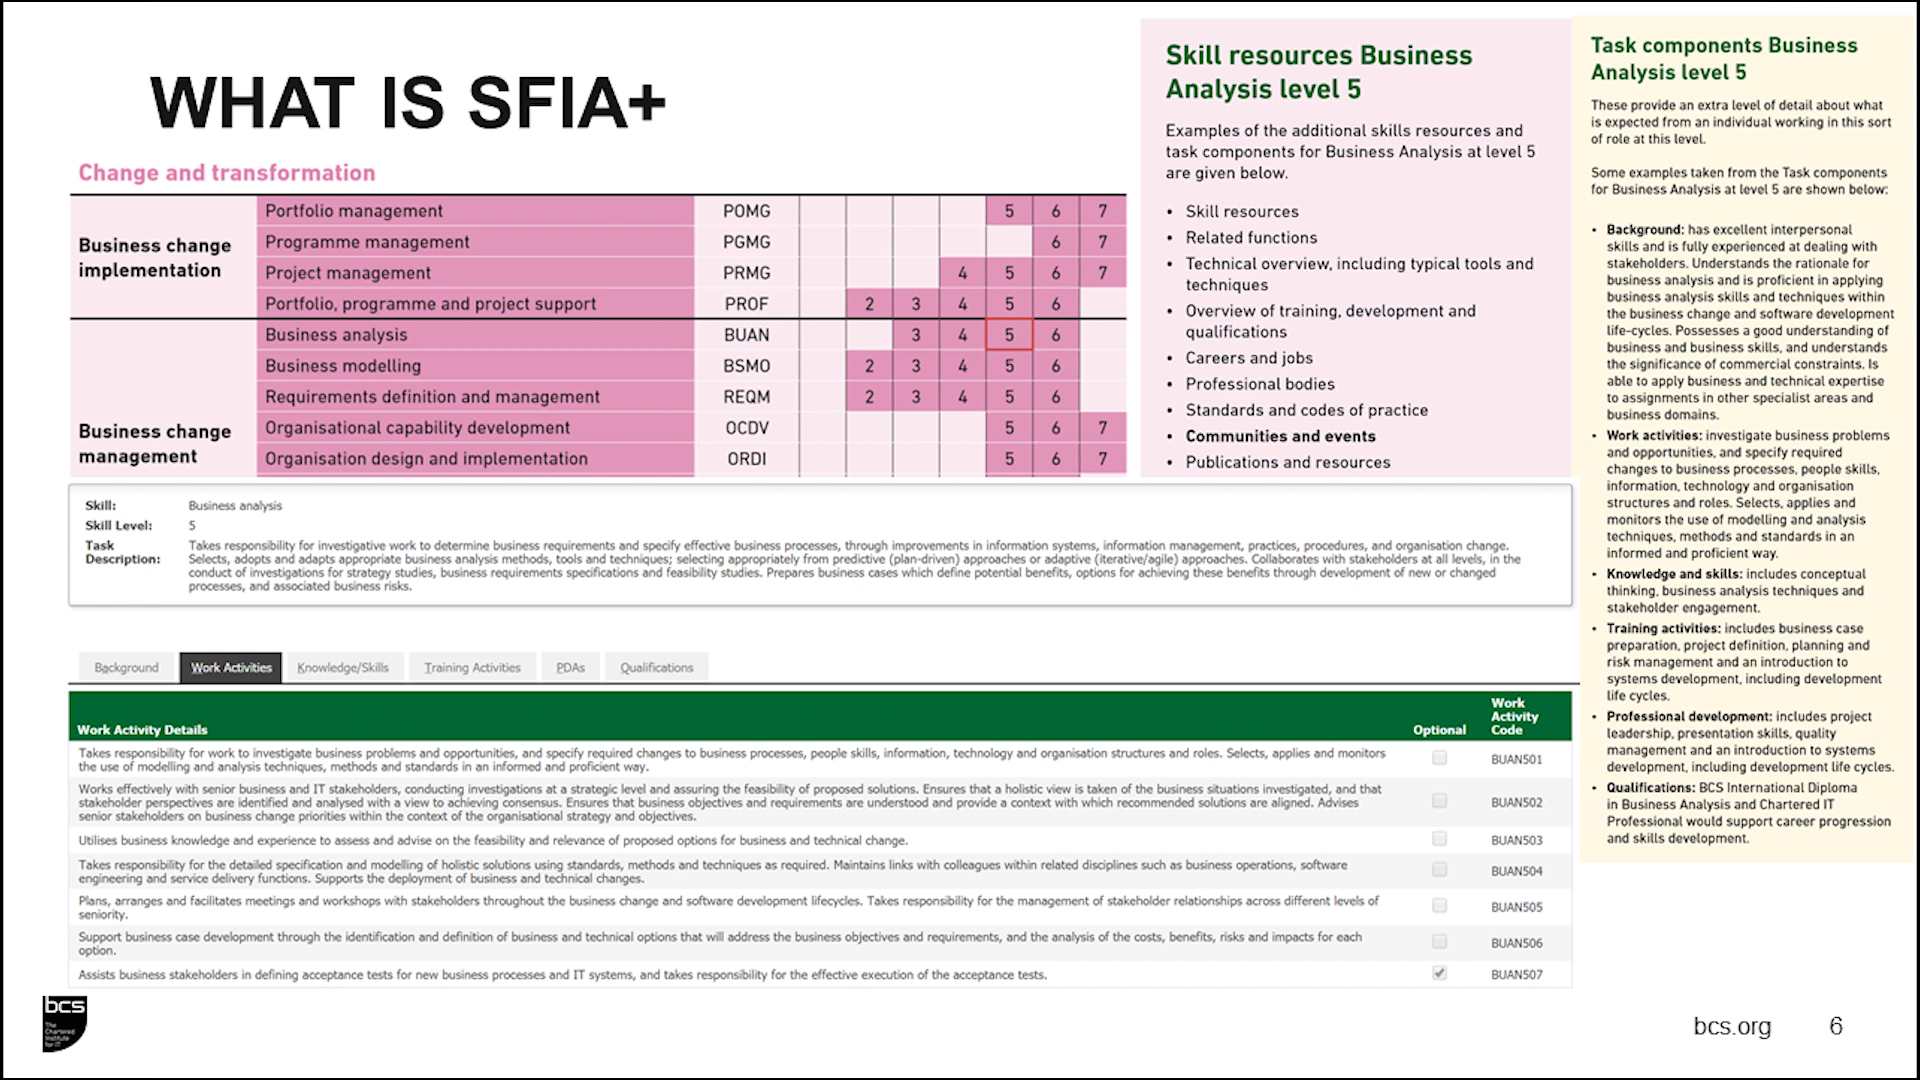 WHAT IS SFIA+
Change and transformation
Business change
implementation
Portfolio management POMG 5 6 7
Programme management PGMG 6 7
Project management PRMG 4 5 6 7
Portfolio, programme and project support PROF 2 3 4 5 6
Business change
management
Business analysis BUAN 3 4 5 6
Business modelling BSMO 2 3 4 5 6
Requirements definition and management REQM 2 3 4 5 6
Organisational capability development OCDV 5 6 7
Organisation design and implementation ORDI 5 6 7
Skill resources Business
Analysis level 5
Examples of the additional skills resources and
task components for Business Analysis at level 5
are given below.
• Skill resources
• Related functions
• Technical overview, including typical tools and
techniques
• Overview of training, development and
qualifications
• Careers and jobs
• Professional bodies
• Standards and codes of practice
• Communities and events
• Publications and resources
Task components Business
Analysis level 5
These provide an extra level of detail about what
is expected from an individual working in this sort
of role at this level.
Some examples taken from the Task components
for Business Analysis at level 5 are shown below:
• Background: has excellent interpersonal
skills and is fully experienced at dealing with
stakeholders. Understands the rationale for
business analysis and is proficient in applying
business analysis skills and techniques within
the business change and software development
life-cycles. Possesses a good understanding of
business and business skills, and understands
the significance of commercial constraints. Is
able to apply business and technical expertise
to assignments in other specialist areas and
business domains.
• Work activities: investigate business problems
and opportunities, and specify required
changes to business processes, people skills,
information, technology and organisation
structures and roles. Selects, applies and
monitors the use of modelling and analysis
techniques, methods and standards in an
informed and proficient way.
• Knowledge and skills: includes conceptual
thinking, business analysis techniques and
stakeholder engagement.
• Training activities: includes business case
preparation, project definition, planning and
risk management and an introduction to
systems development, including development
life cycles.
• Professional development: includes project
leadership, presentation skills, quality
management and an introduction to systems
development, including development life cycles.
• Qualifications: BCS International Diploma
in Business Analysis and Chartered IT
Professional would support career progression
and skills development.
Skill: Business analysis
Skill Level: 5
Task
Description:
Takes responsibility for investigative work to determine business requirements and specify effective business processes, through improvements in information systems, information management, practices, procedures, and organisation change.
Selects, adopts and adapts appropriate business analysis methods, tools and techniques; selecting appropriately from predictive (plan-driven) approaches or adaptive (iterative/agile) approaches. Collaborates with stakeholders at all levels, in the
conduct of investigations for strategy studies, business requirements specifications and feasibility studies. Prepares business cases which define potential benefits, options for achieving these benefits through development of new or changed
processes, and associated business risks.
Background Work Activities Knowledge/Skills Training Activities PDAs Qualifications
Work Activity Details Optional Work
Activity
Code
Takes responsibility for work to investigate business problems and opportunities, and specify required changes to business processes, people skills, information, technology and organisation structures and roles. Selects, applies and monitors
the use of modelling and analysis techniques, methods and standards in an informed and proficient way.
BUAN501
Works effectively with senior business and IT stakeholders, conducting investigations at a strategic level and assuring the feasibility of proposed solutions. Ensures that a holistic view is taken of the business situations investigated, and that
stakeholder perspectives are identified and analysed with a view to achieving consensus. Ensures that business objectives and requirements are understood and provide a context with which recommended solutions are aligned. Advises
senior stakeholders on business change priorities within the context of the organisational strategy and objectives.
BUAN502
Utilises business knowledge and experience to assess and advise on the feasibility and relevance of proposed options for business and technical change.
BUAN503
Takes responsibility for the detailed specification and modelling of holistic solutions using standards, methods and techniques as required. Maintains links with colleagues within related disciplines such as business operations, software
engineering and service delivery functions. Supports the deployment of business and technical changes.
BUAN504
Plans, arranges and facilitates meetings and workshops with stakeholders throughout the business change and software development lifecycles. Takes responsibility for the management of stakeholder relationships across different levels of
seniority.
BUAN505
Support business case development through the identification and definition of business and technical options that will address the business objectives and requirements, and the analysis of the costs, benefits, risks and impacts for each
option.
BUAN506
Assists business stakeholders in defining acceptance tests for new business processes and IT systems, and takes responsibility for the effective execution of the acceptance tests.
BUAN507
bcs
The
Chartered
Institute
for IT
bcs.org 6